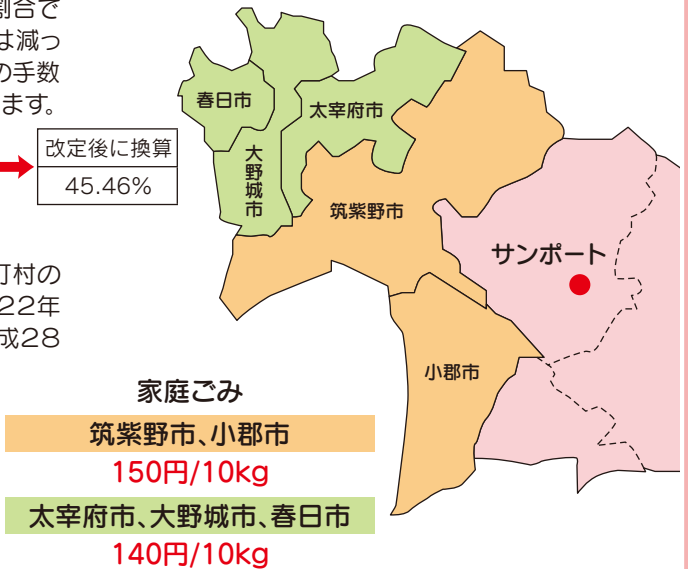 割合で
は減っ
の手数
ます。
改定後に換算
45.46%
町村の
22年
成28
春日市
大野城市
太宰府市
筑紫野市
サンポート
小郡市
家庭ごみ
筑紫野市、小郡市
150円/10kg
太宰府市、大野城市、春日市
140円/10kg